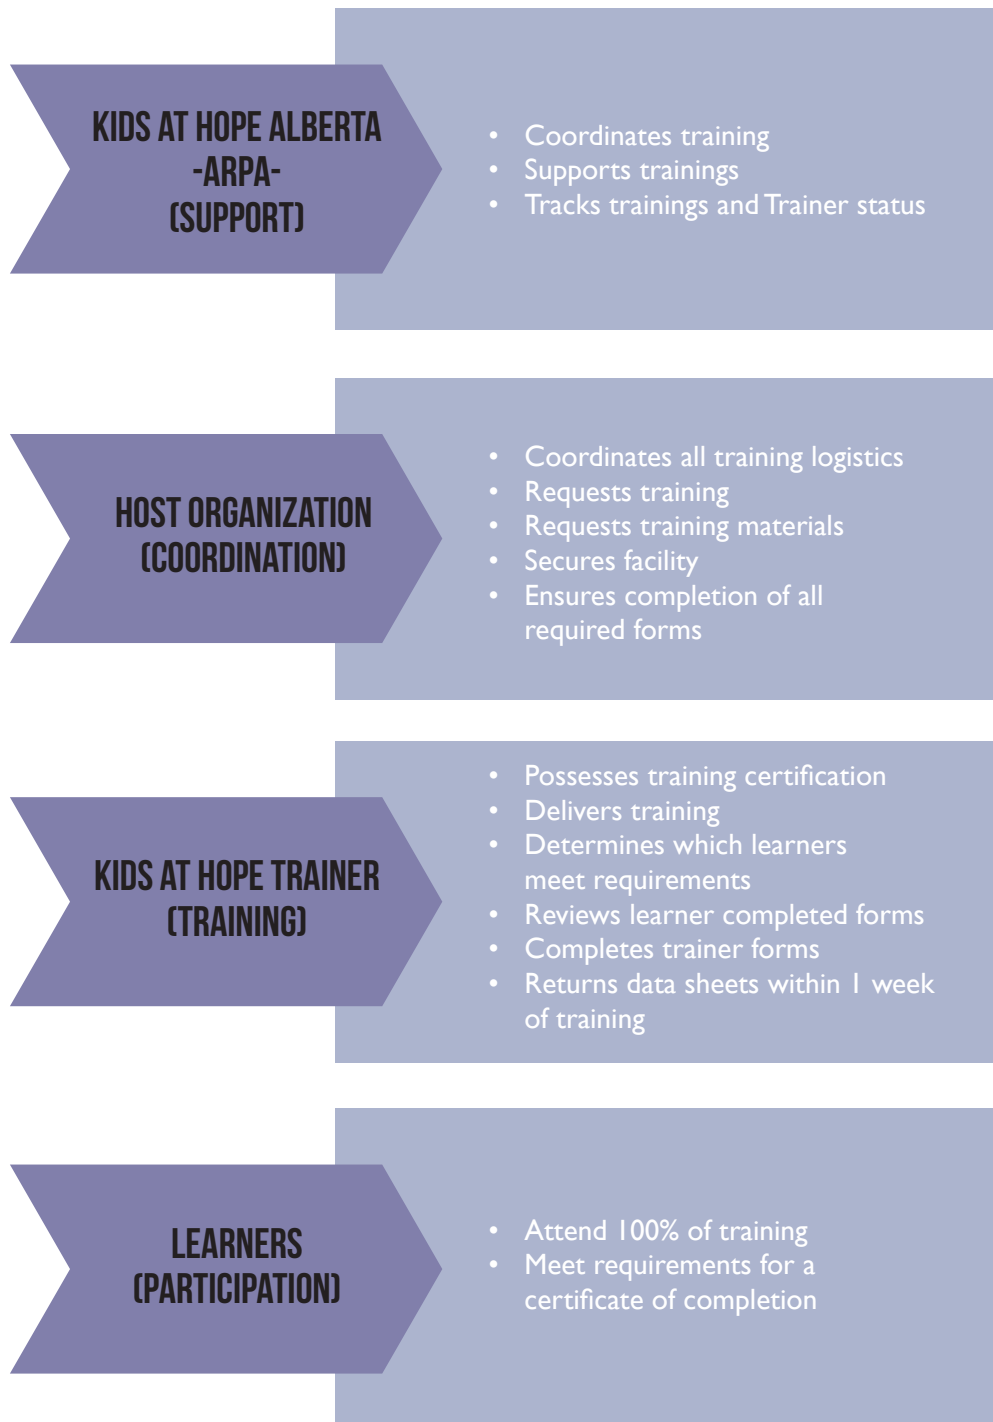 KIDS AT HOPE ALBERTA
-ARPA-
(SUPPORT)
• Coordinates training
• Supports trainings
• Tracks trainings and Trainer status
HOST ORGANIZATION
(COORDINATION)
• Coordinates all training logistics
• Requests training
• Requests training materials
• Secures facility
• Ensures completion of all
required forms
KIDS AT HOPE TRAINER
(TRAINING)
• Possesses training certification
• Delivers training
• Determines which learners
meet requirements
• Reviews learner completed forms
• Completes trainer forms
• Returns data sheets within 1 week
of training
LEARNERS
(PARTICIPATION)
• Attend 100% of training
• Meet requirements for a
certificate of completion